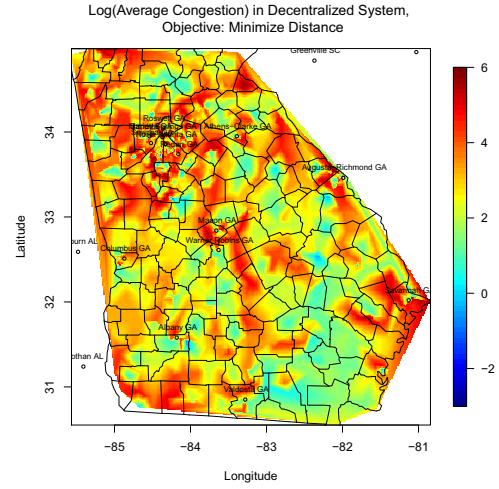 Log(Average Congestion) in Decentralized System,
Objective: Minimize Distance
Greenville SC
Roswell GA
Athens-Clarke GA
Augusta-Richmond GA
Macon GA
Warner Robins GA
burn AL
Columbus GA
Savannah GA
Albany GA
othan AL
Valdosta GA
34
33
32
31
−85
−84
−83
−82
−81
6
4
2
0
−2
Latitude
Longitude